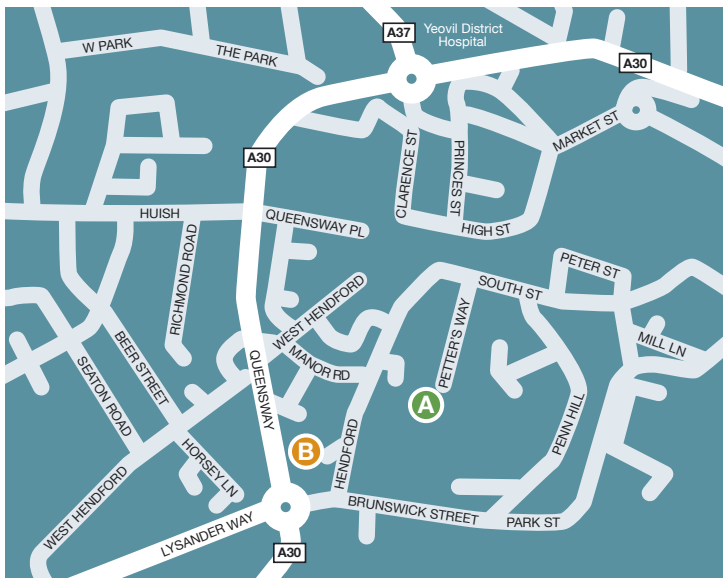 A37
Yeovil District
Hospital
W PARK
THE PARK
A30
MARKET ST
A30
CLARENCE ST
PRINCES ST
HUISH
QUEENSWAY PL
HIGH ST
RICHMOND ROAD
PETER ST
SOUTH ST
WEST HENDFORD
PETTER'S WAY
MILL LN
BEER STREET
QUEENSWAY
MANOR RD
SEATON ROAD
A
PENN HILL
B
HENDFORD
HORSEY LN
WEST HENDFORD
BRUNSWICK STREET
PARK ST
LYSANDER WAY
A30